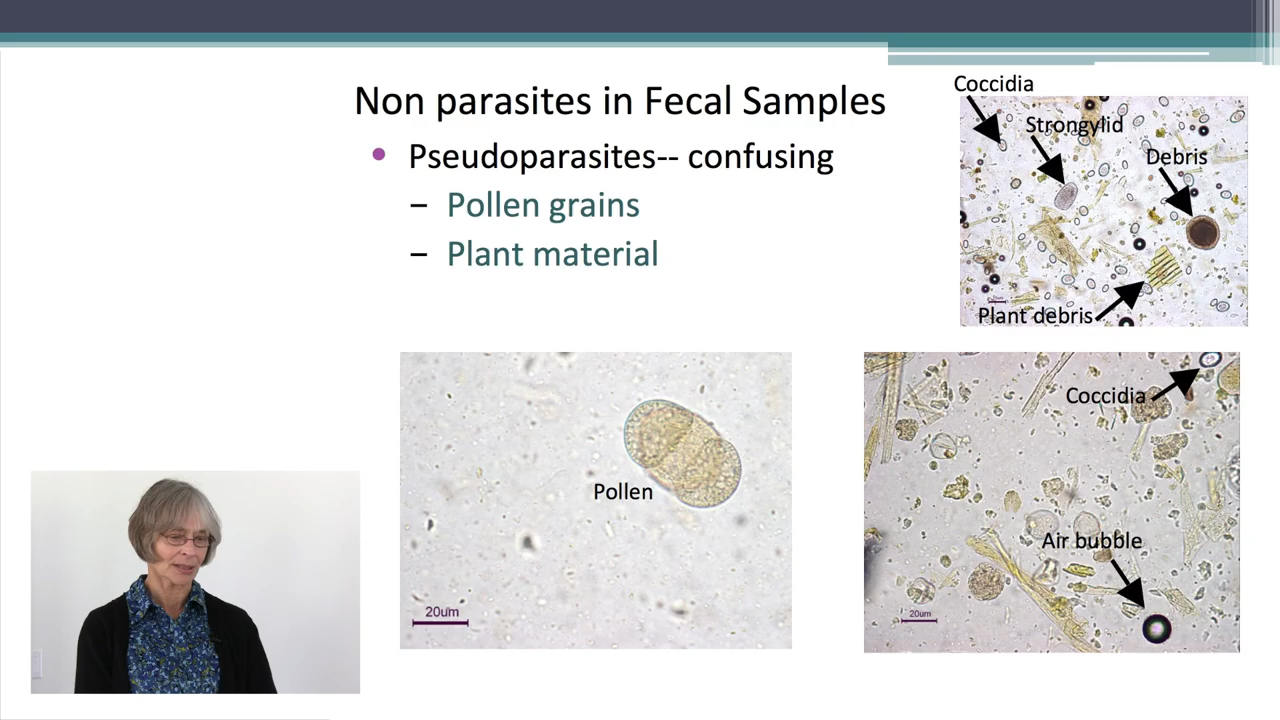 Non parasites in Fecal Samples
• Pseudoparasites-- confusing
– Pollen grains
– Plant material
Coccidia
Strongylid
Debris
Plant debris
Pollen
20um
Coccidia
Air bubble
20um